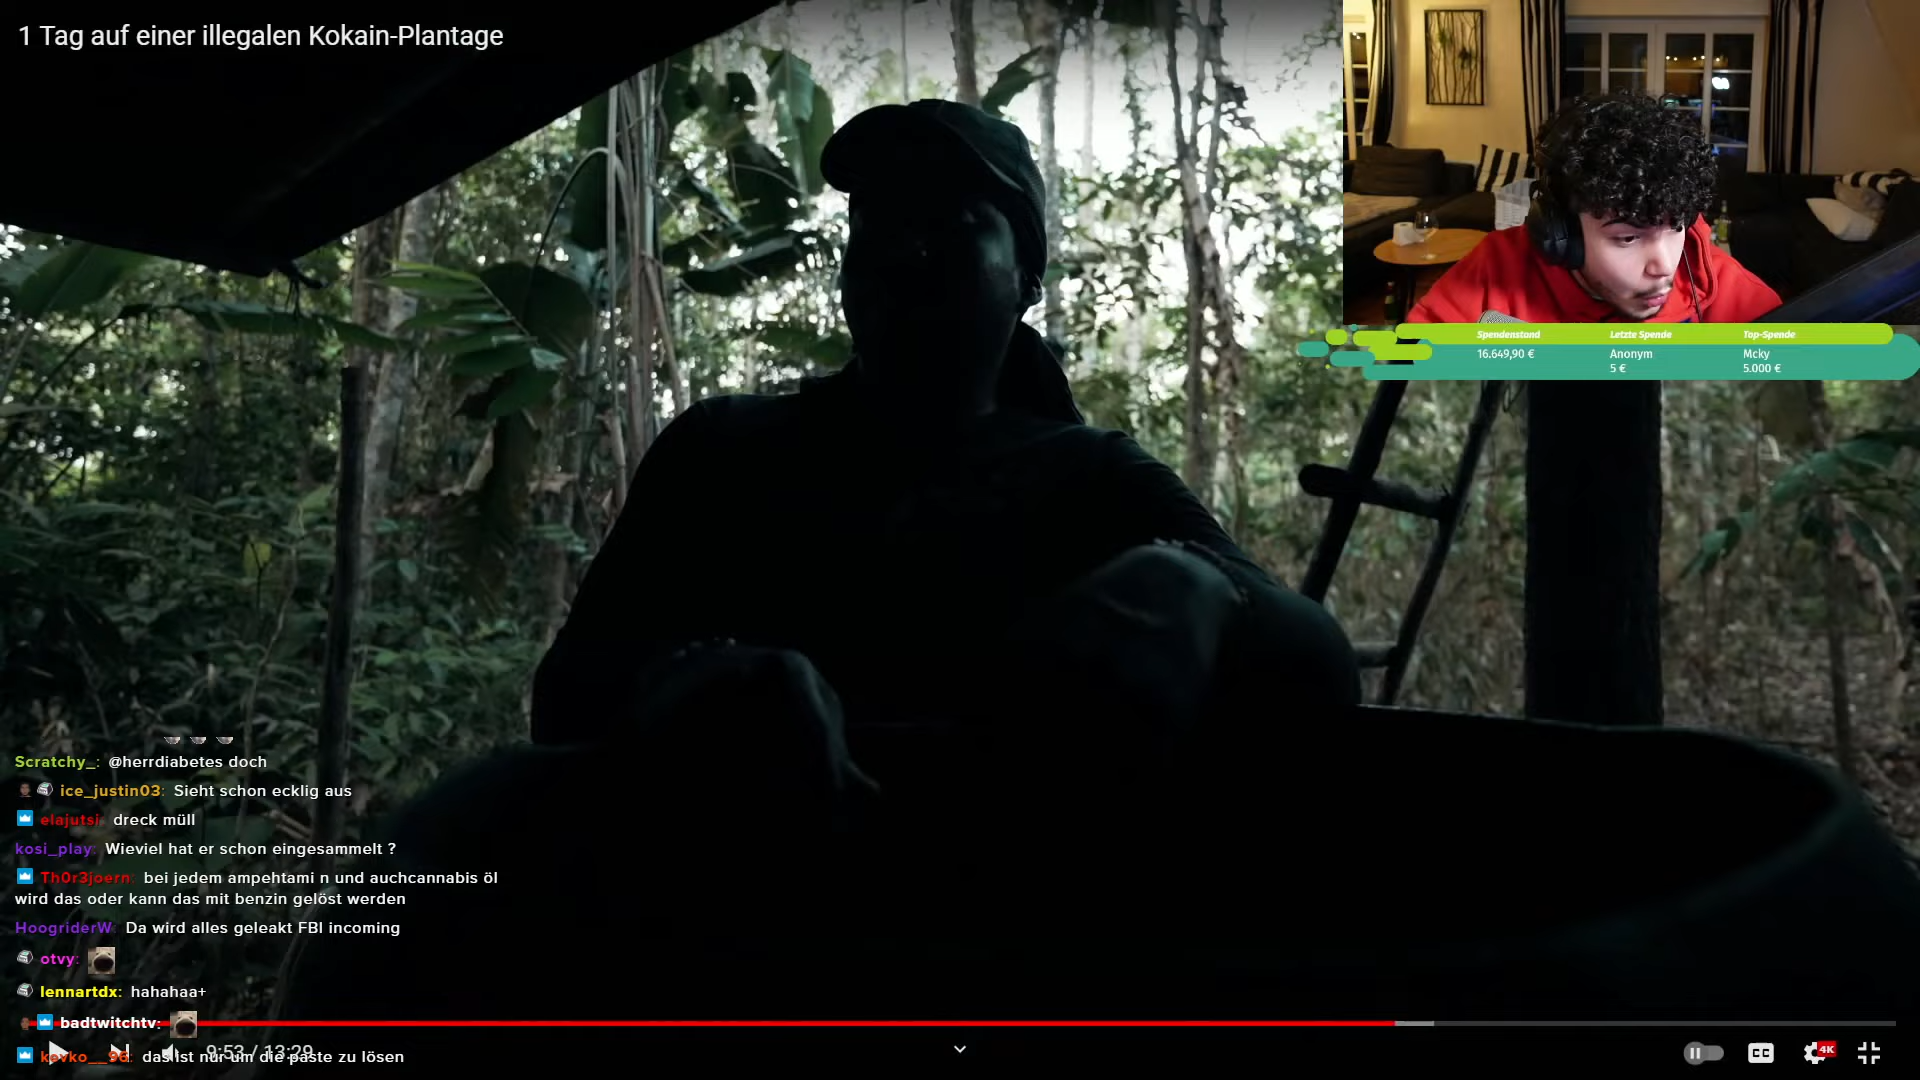 1 Tag auf einer illegalen Kokain-Plantage
Spendenstand
Letzte Spende
Top-Spende
16.649,90 €
Anonym
Mcky
5 €
5.000 €
Scratchy_: @herrdiabetes doch
ice_justin03: Sieht schon ecklig aus
elajutsi: dreck müll
kosi_play: Wieviel hat er schon eingesammelt ?
Th0r3joern: bei jedem ampehtami n und auchcannabis öl
wird das oder kann das mit benzin gelöst werden
HoogriderW: Da wird alles geleakt FBI incoming
otvy:
lennartdx: hahahaa+
badtwitchtv:
kevko__96: das ist nur um die paste zu lösen
9:53 / 13:29
CC
4K